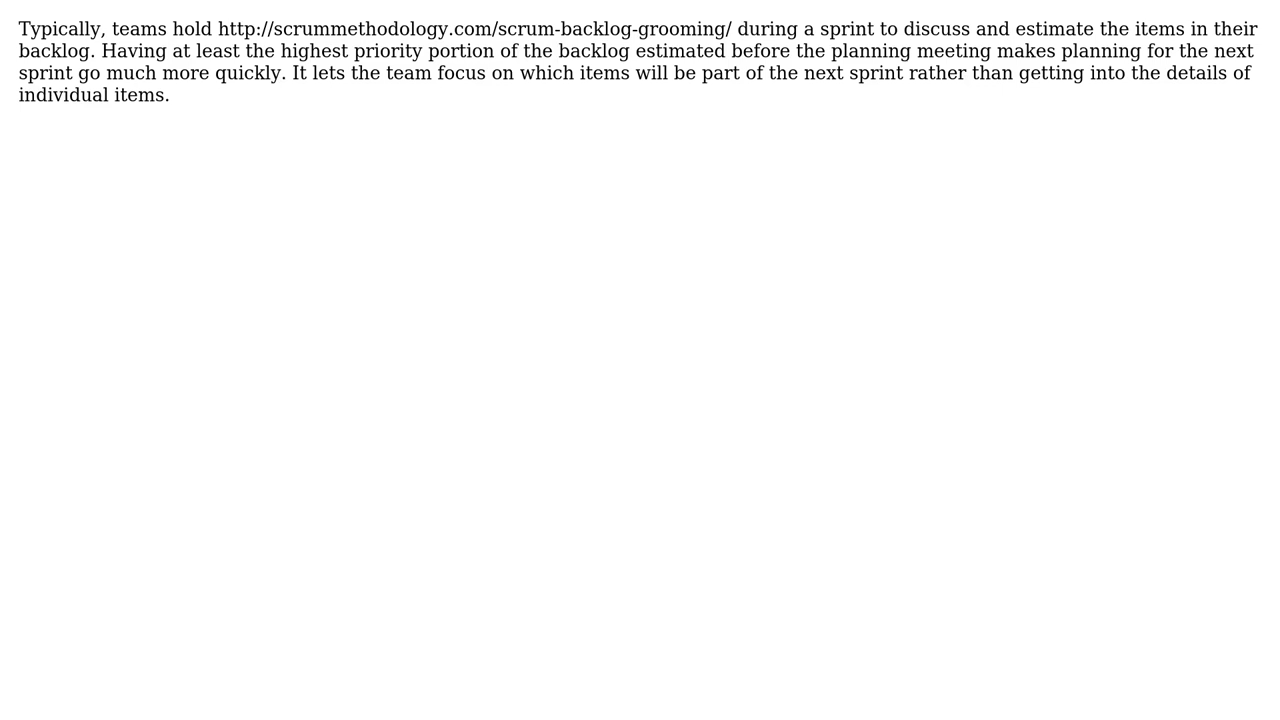 Typically, teams hold http://scrummethodology.com/scrum-backlog-grooming/ during a sprint to discuss and estimate the items in their
backlog. Having at least the highest priority portion of the backlog estimated before the planning meeting makes planning for the next
sprint go much more quickly. It lets the team focus on which items will be part of the next sprint rather than getting into the details of
individual items.